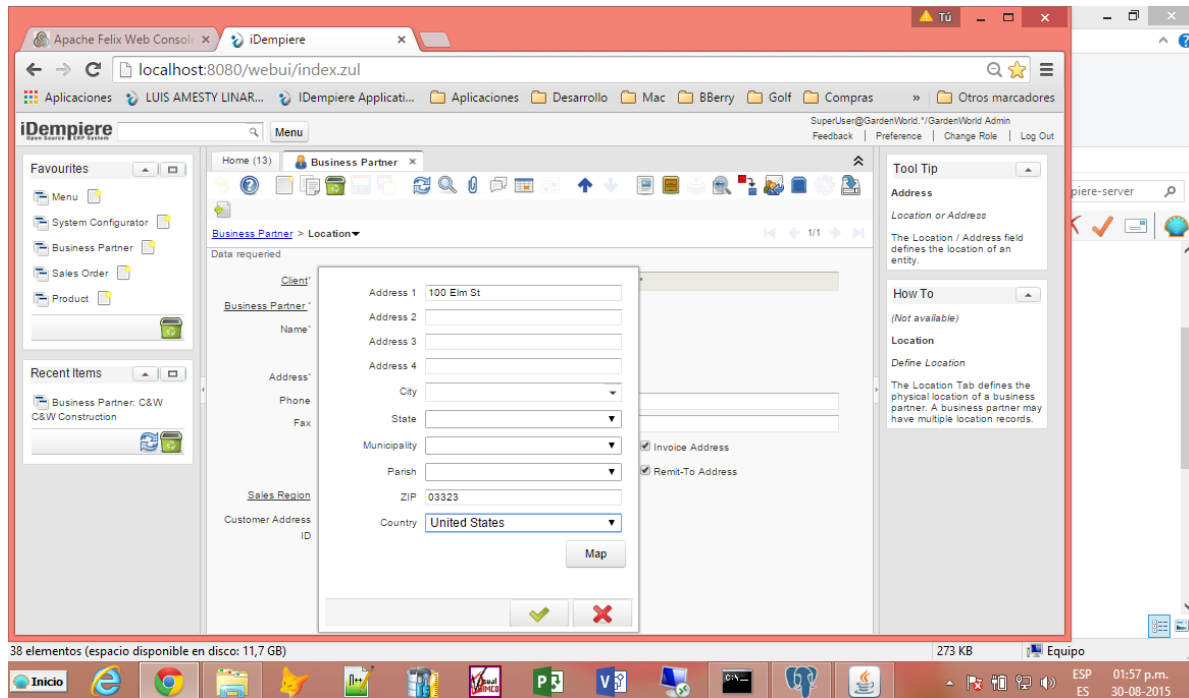 Tú
Apache Felix Web Console
iDempiere
localhost:8080/webui/index.zul
Aplicaciones
LUIS AMESTY LINAR...
IDempiere Applicati...
Aplicaciones
Desarrollo
Mac
BBerry
Golf
Compras
»
Otros marcadores
iDempiere
Open Source ERP System
Menu
SuperUser@GardenWorld.*/GardenWorld Admin
Feedback | Preference | Change Role | Log Out
Favourites
Menu
System Configurator
Business Partner
Sales Order
Product
Recent Items
Business Partner: C&W
C&W Construction
Home (13)
Business Partner
Business Partner > Location
1/1
Data requeried
Client*
Business Partner*
Name*
Address*
Phone
Fax
Sales Region
Customer Address
ID
Address 1 100 Elm St
Address 2
Address 3
Address 4
City
State
Municipality
Parish
ZIP 03323
Country United States
Map
Invoice Address
Remit-To Address
Tool Tip
Address
Location or Address
The Location / Address field
defines the location of an
entity.
How To
(Not available)
Location
Define Location
The Location Tab defines the
physical location of a business
partner. A business partner may
have multiple location records.
piere-server
38 elementos (espacio disponible en disco: 11,7 GB)
273 KB
Equipo
Inicio
ESP
ES
01:57 p.m.
30-08-2015